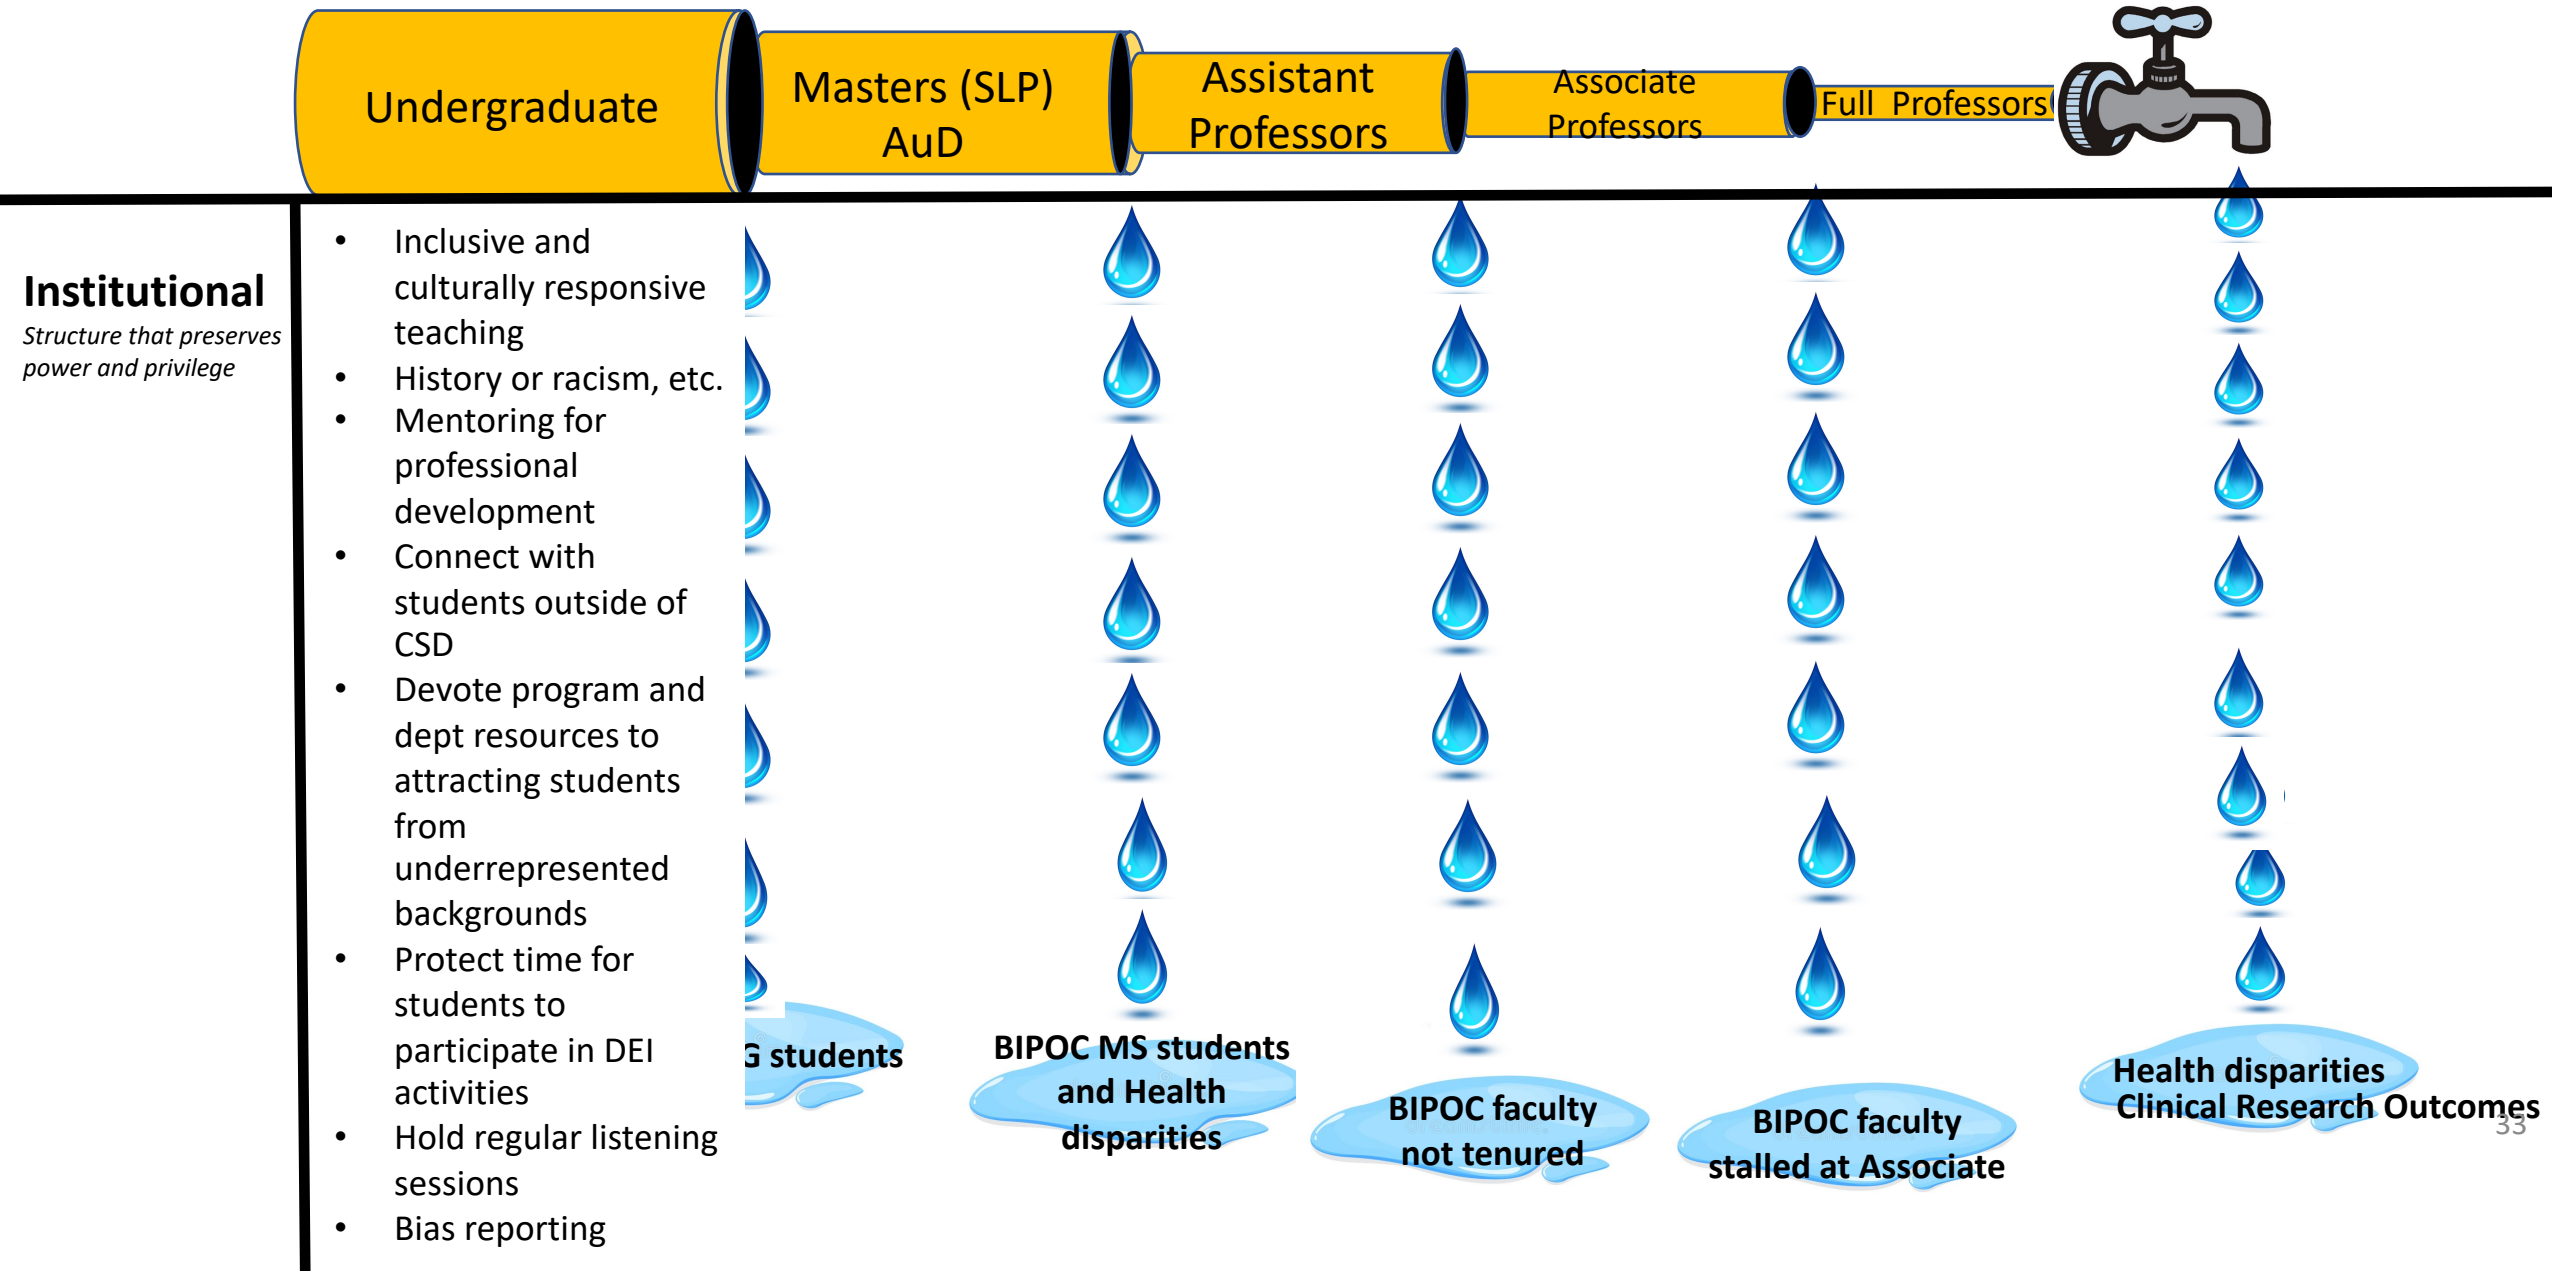 Undergraduate
Masters (SLP)
AuD
Assistant
Professors
Associate
Professors
Full Professors
Institutional
Structure that preserves
power and privilege
• Inclusive and
culturally responsive
teaching
• History or racism, etc.
• Mentoring for
professional
development
• Connect with
students outside of
CSD
• Devote program and
dept resources to
attracting students
from
underrepresented
backgrounds
• Protect time for
students to
participate in DEI
activities
• Hold regular listening
sessions
• Bias reporting
G students
BIPOC MS students
and Health
disparities
BIPOC faculty
not tenured
BIPOC faculty
stalled at Associate
Health disparities
Clinical Research Outcomes
33